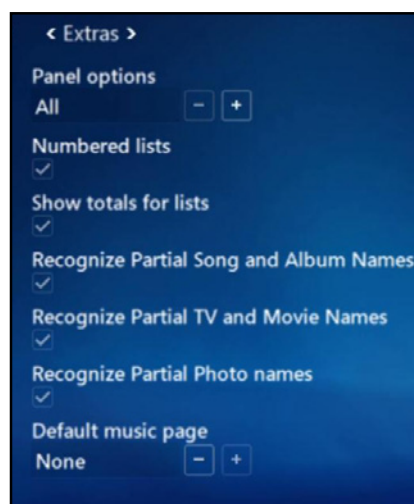 < Extras >
Panel options
All - +
Numbered lists
Show totals for lists
Recognize Partial Song and Album Names
Recognize Partial TV and Movie Names
Recognize Partial Photo names
Default music page
None - +